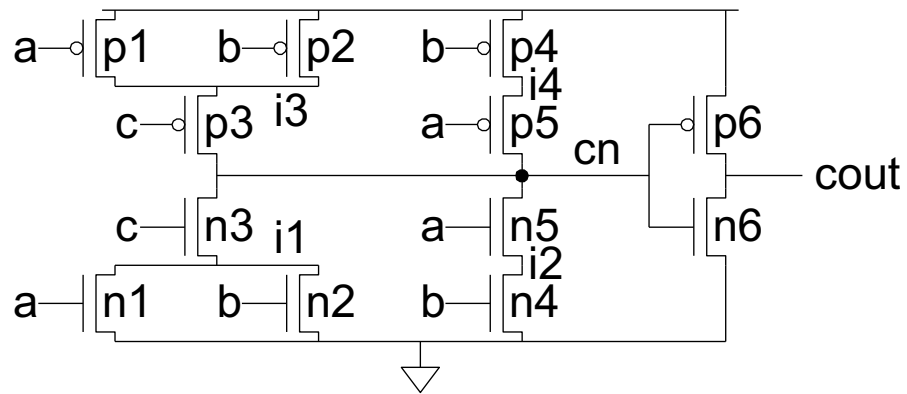 a p1 b p2 b p4
i4
c p3 i3 a p5 p6
cn
cout
c n3 i1 a n5 n6
i2
a n1 b n2 b n4